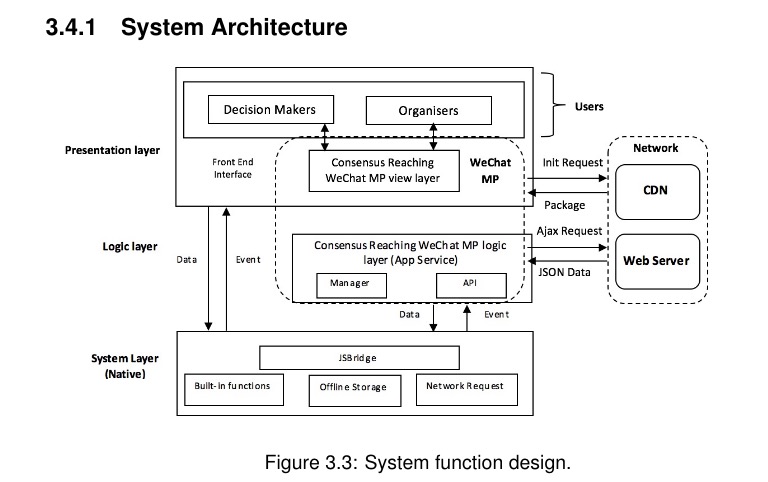 3.4.1 System Architecture
Decision Makers
Organisers
Users
Presentation layer
Front End
Interface
Consensus Reaching
WeChat MP view layer
WeChat
MP
Init Request
Package
Network
CDN
Logic layer
Data
Event
Consensus Reaching WeChat MP logic
layer (App Service)
Manager
API
Ajax Request
JSON Data
Web Server
Data
Event
System Layer
(Native)
JSBridge
Built-in functions
Offline Storage
Network Request
Figure 3.3: System function design.